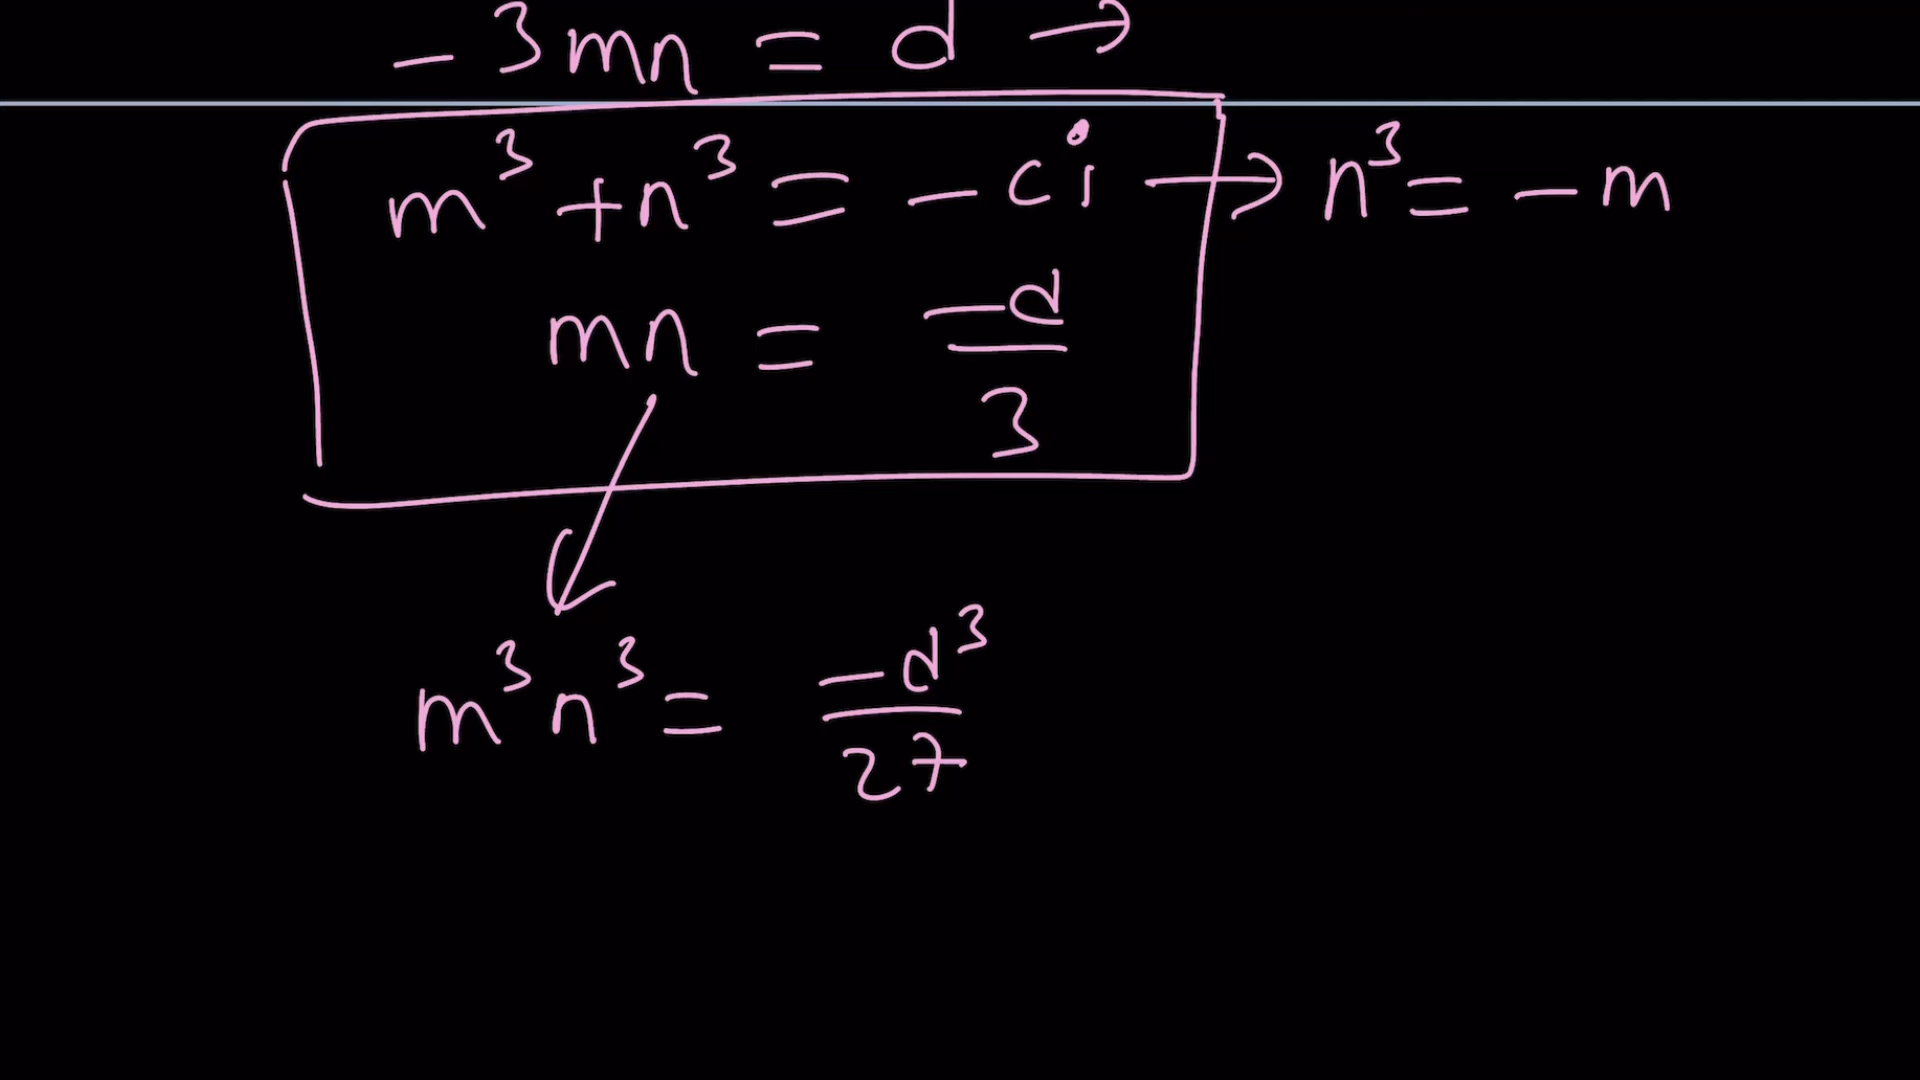 -3mn = d →
m³+n³ = -ci → n³ = -m
mn = -d/3
m³n³ = -d³/27